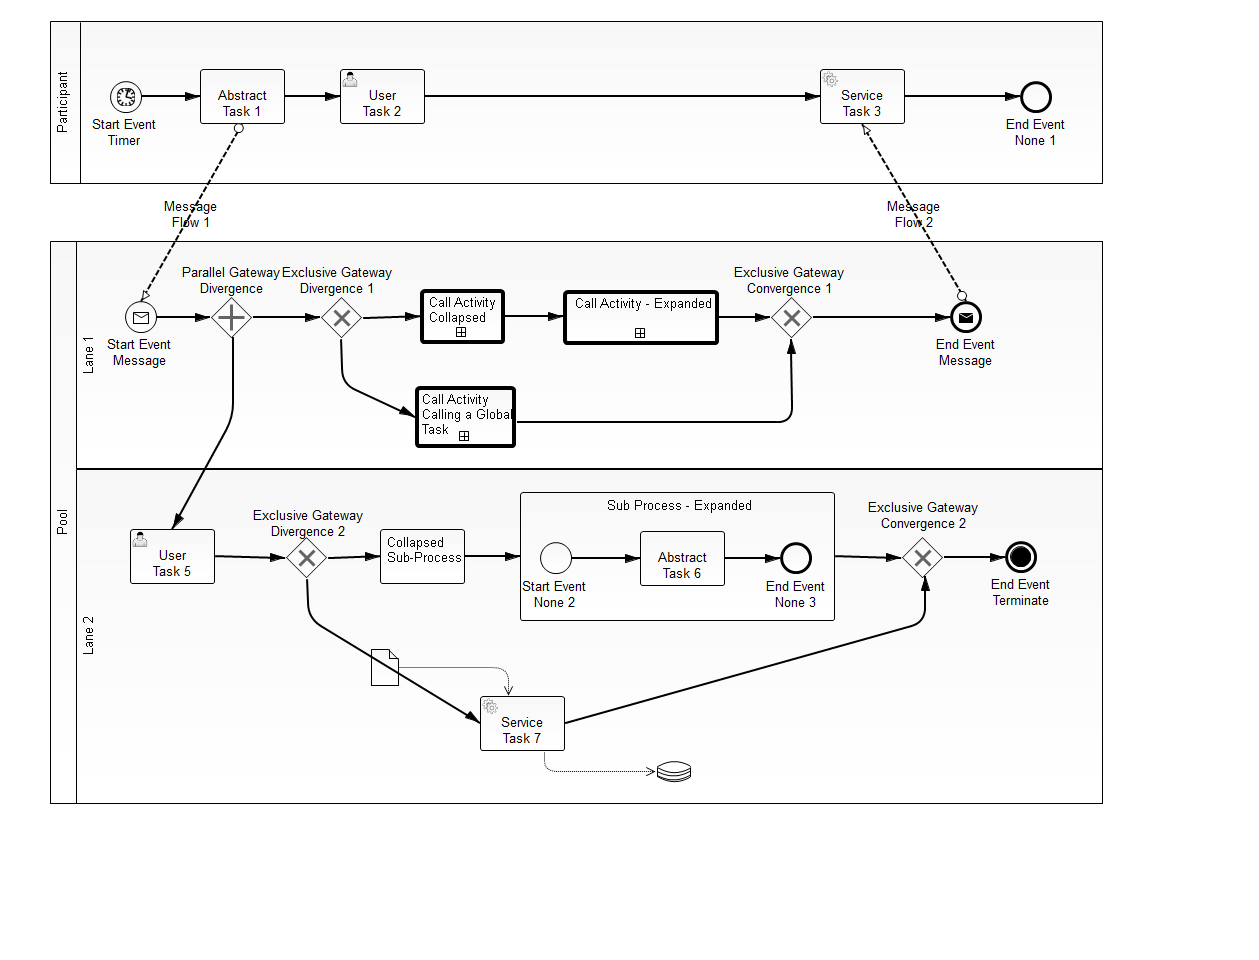 Participant
Start Event
Timer
Abstract
Task 1
User
Task 2
Service
Task 3
End Event
None 1
Message
Flow 1
Message
Flow 2
Pool
Lane 1
Start Event
Message
Parallel Gateway
Divergence
Exclusive Gateway
Divergence 1
Call Activity
Collapsed
Call Activity - Expanded
Exclusive Gateway
Convergence 1
End Event
Message
Call Activity
Calling a Global
Task
Lane 2
User
Task 5
Exclusive Gateway
Divergence 2
Collapsed
Sub-Process
Sub Process - Expanded
Start Event
None 2
Abstract
Task 6
End Event
None 3
Exclusive Gateway
Convergence 2
End Event
Terminate
Service
Task 7